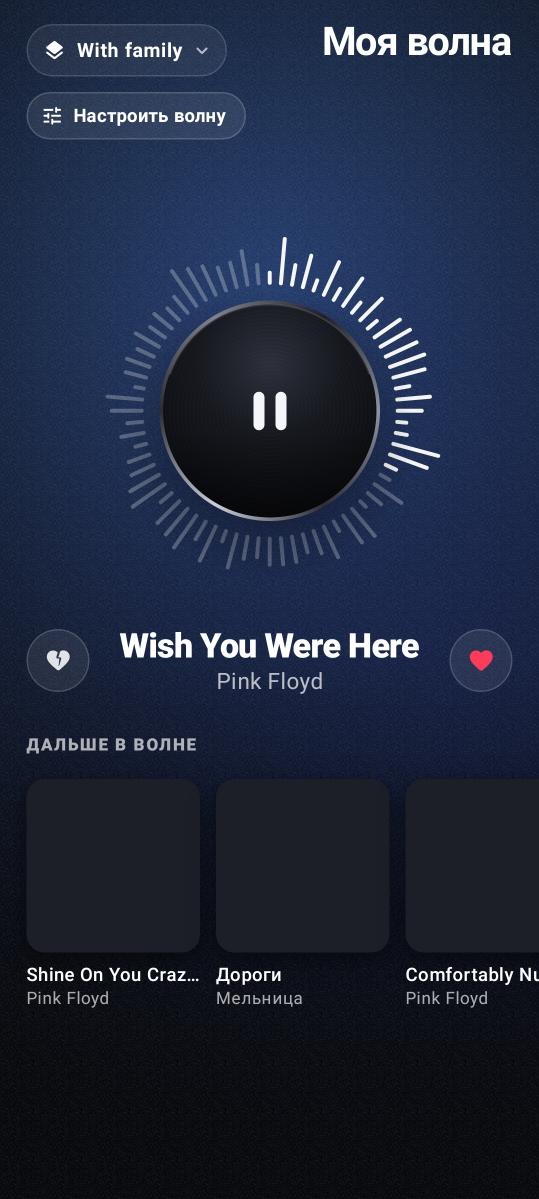 With family
Моя волна
Настроить волну
Wish You Were Here
Pink Floyd
ДАЛЬШЕ В ВОЛНЕ
Shine On You Craz…
Pink Floyd
Дороги
Мельница
Comfortably Nu
Pink Floyd